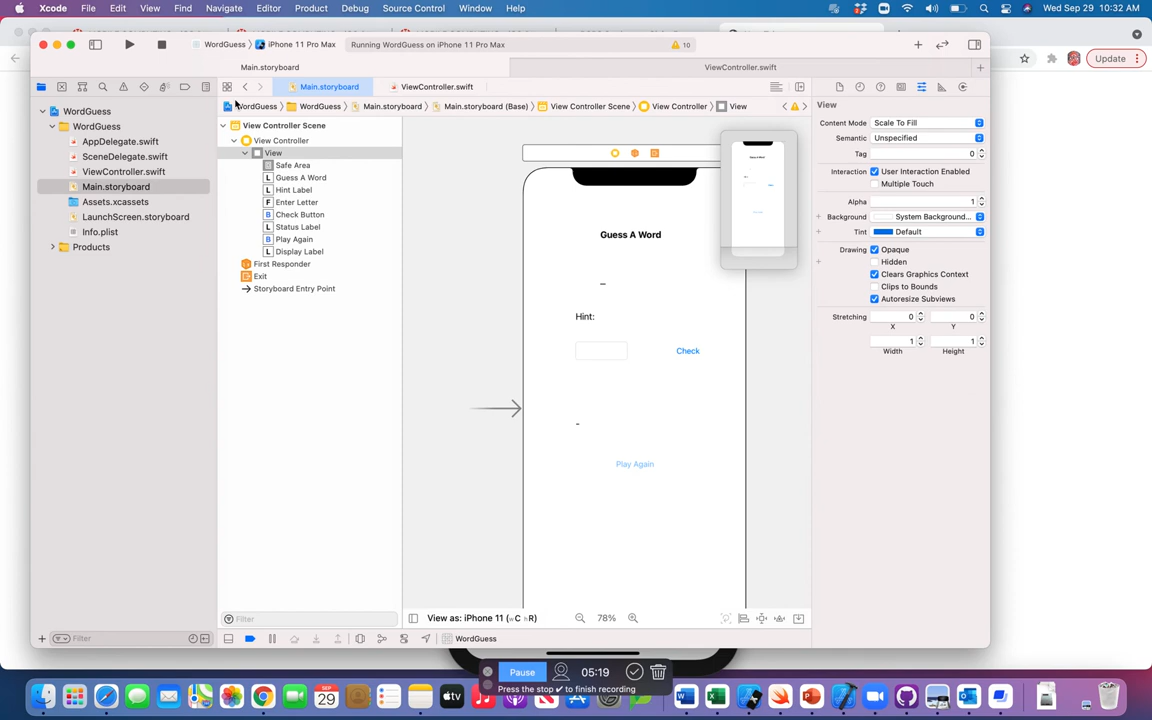 Xcode File Edit View Find Navigate Editor Product Debug Source Control Window Help Wed Sep 29 10:32 AM
WordGuess iPhone 11 Pro Max Running WordGuess on iPhone 11 Pro Max 10
Update
Main.storyboard ViewController.swift
Main.storyboard ViewController.swift
WordGuess WordGuess Main.storyboard Main.storyboard (Base) View Controller Scene View Controller View
WordGuess
WordGuess
AppDelegate.swift
SceneDelegate.swift
ViewController.swift
Main.storyboard
Assets.xcassets
LaunchScreen.storyboard
Info.plist
Products
Filter
View Controller Scene
View Controller
View
Safe Area
L Guess A Word
L Hint Label
F Enter Letter
B Check Button
L Status Label
B Play Again
L Display Label
First Responder
Exit
Storyboard Entry Point
Filter
Guess A Word
_
Hint:
Check
-
Play Again
View as: iPhone 11 (wC hR) 78%
WordGuess
View
Content Mode Scale To Fill
Semantic Unspecified
Tag 0
Interaction User Interaction Enabled
Multiple Touch
Alpha 1
Background System Background...
Tint Default
Drawing Opaque
Hidden
Clears Graphics Context
Clips to Bounds
Autoresize Subviews
Stretching 0 0
X Y
1 1
Width Height
Pause 05:19
Press the stop ✔ to finish recording
SEP
29
tv